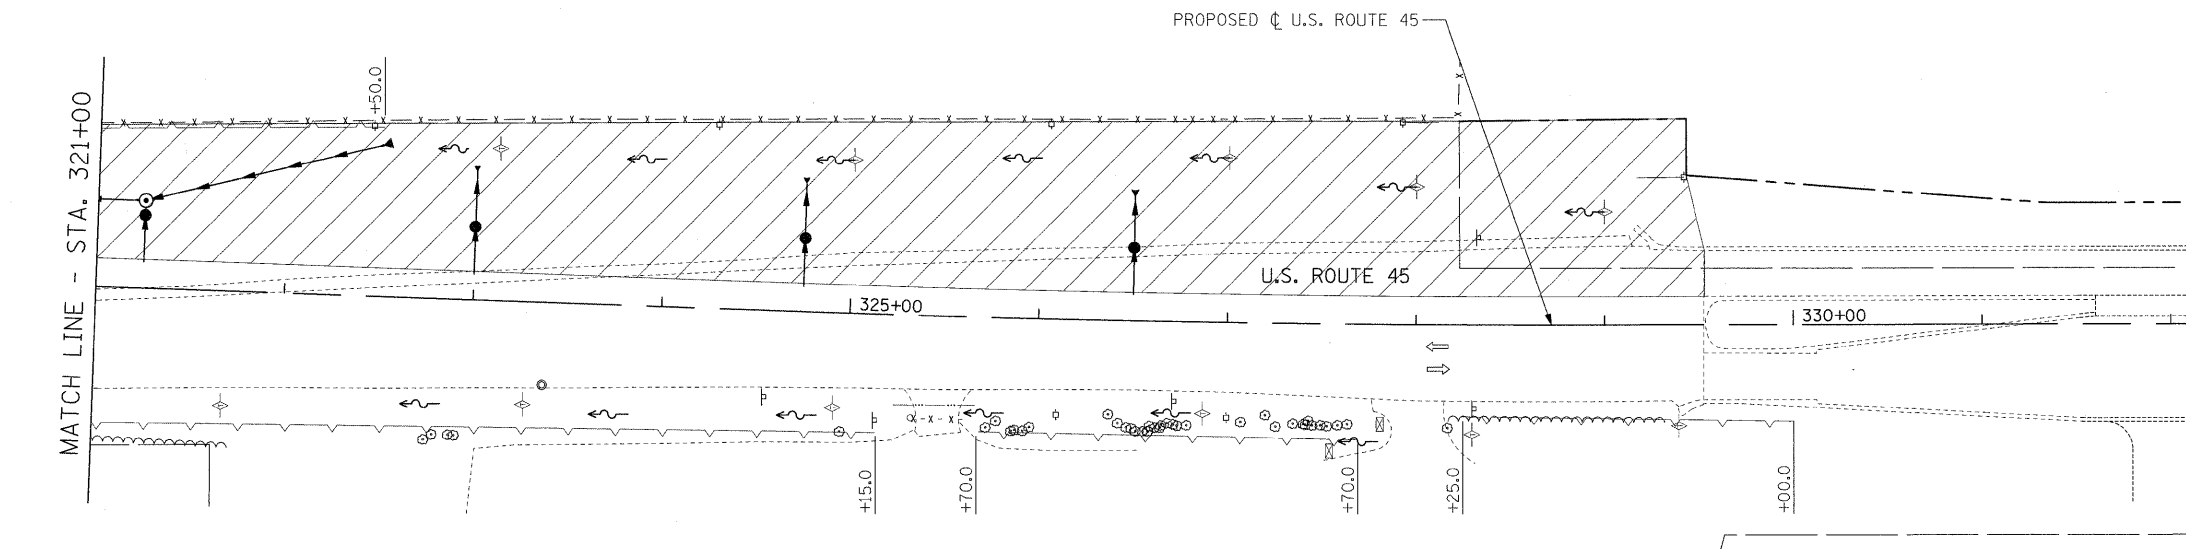 PROPOSED ℄ U.S. ROUTE 45
+50.0
MATCH LINE - STA. 321+00
U.S. ROUTE 45
325+00
330+00
+15.0
+70.0
+70.0
+25.0
+00.0